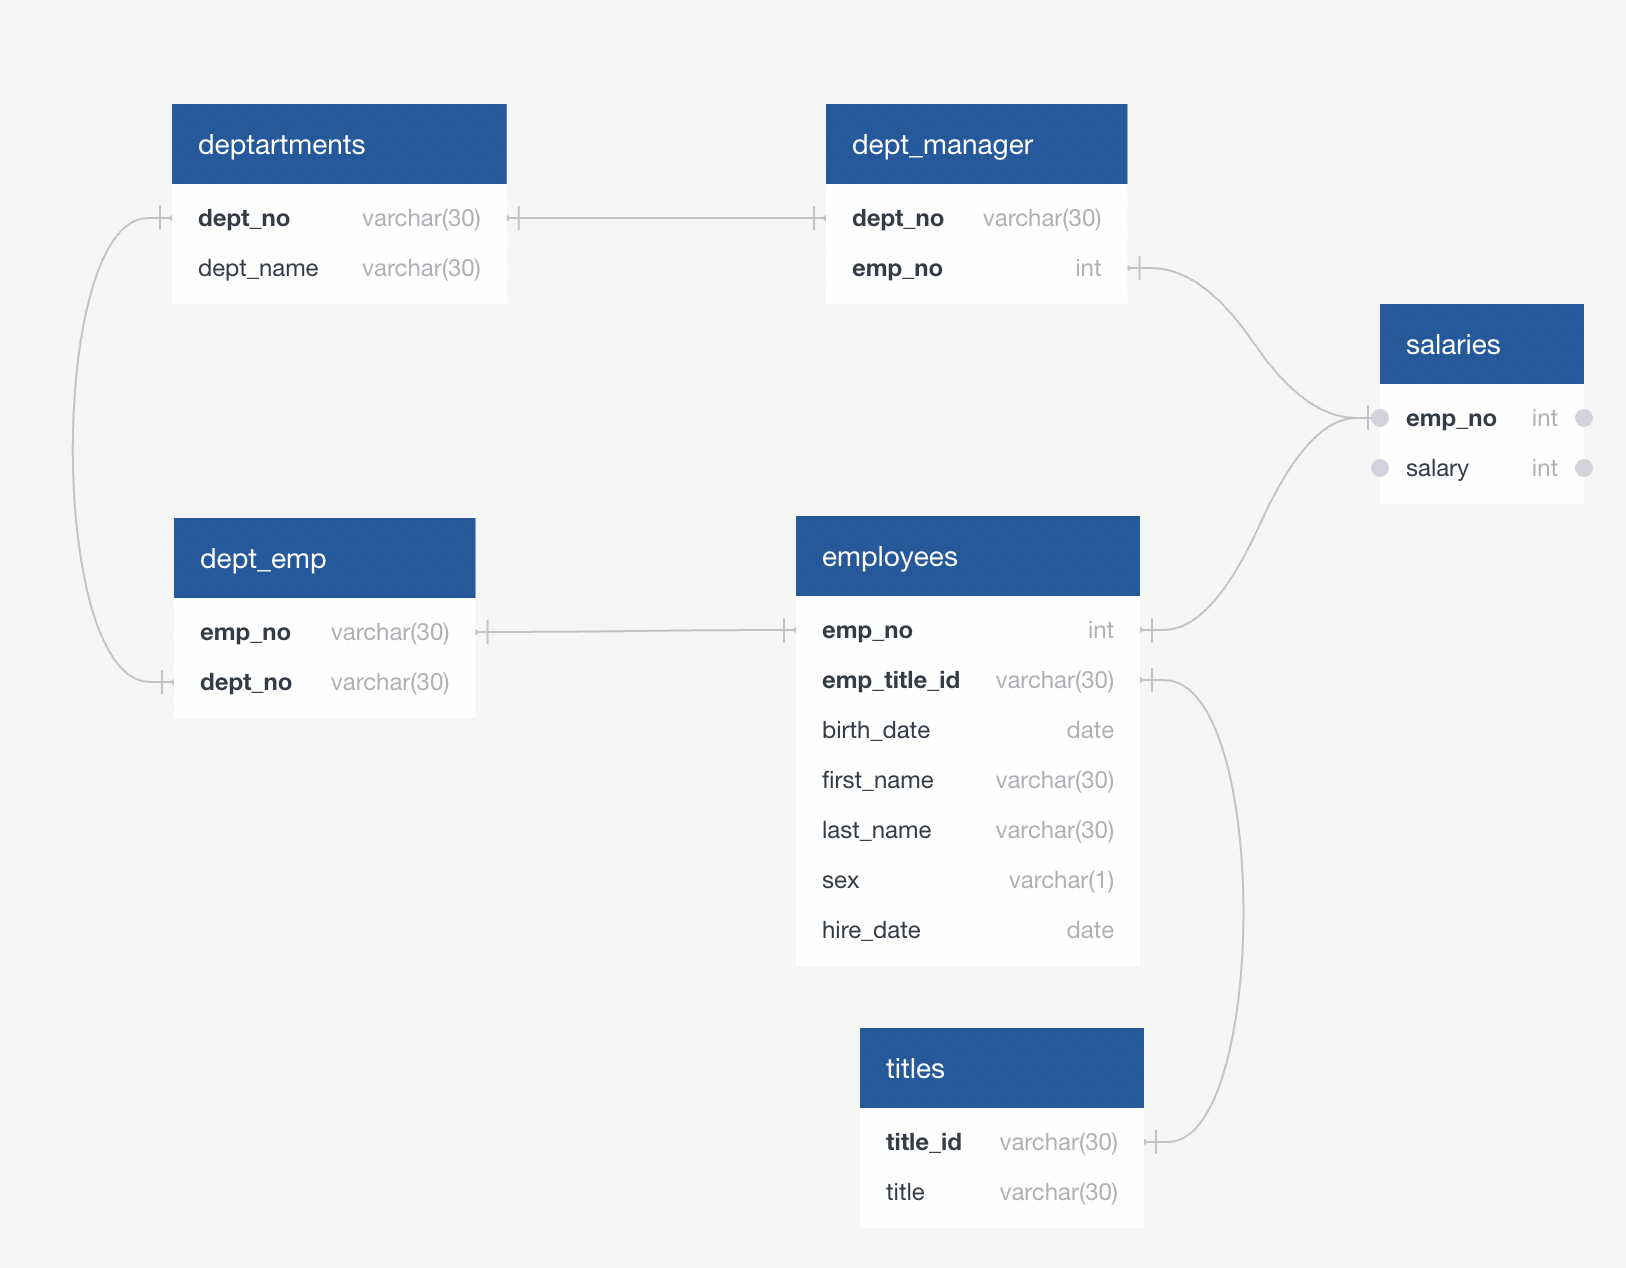 deptartments
dept_no varchar(30)
dept_name varchar(30)
dept_manager
dept_no varchar(30)
emp_no int
salaries
emp_no int
salary int
dept_emp
emp_no varchar(30)
dept_no varchar(30)
employees
emp_no int
emp_title_id varchar(30)
birth_date date
first_name varchar(30)
last_name varchar(30)
sex varchar(1)
hire_date date
titles
title_id varchar(30)
title varchar(30)